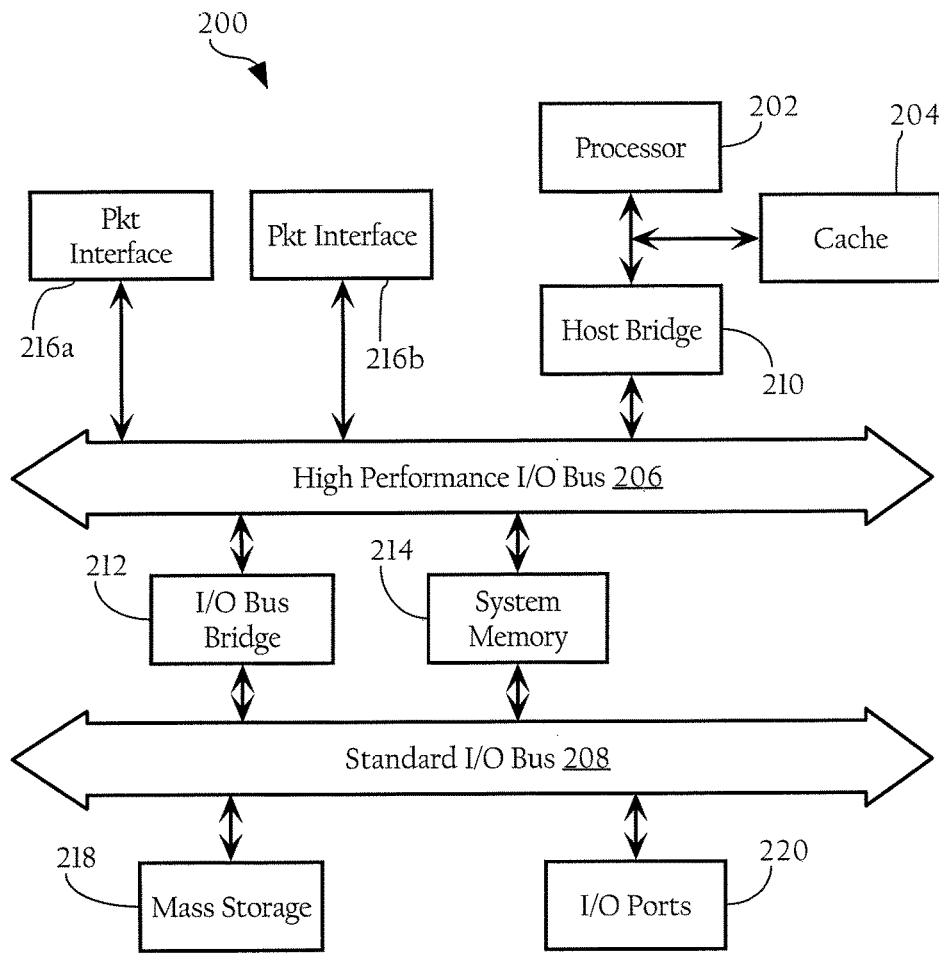 200
202
Processor
204
Cache
Pkt
Interface
Pkt Interface
216a
216b
Host Bridge
210
High Performance I/O Bus 206
212
I/O Bus
Bridge
214
System
Memory
Standard I/O Bus 208
218
Mass Storage
220
I/O Ports